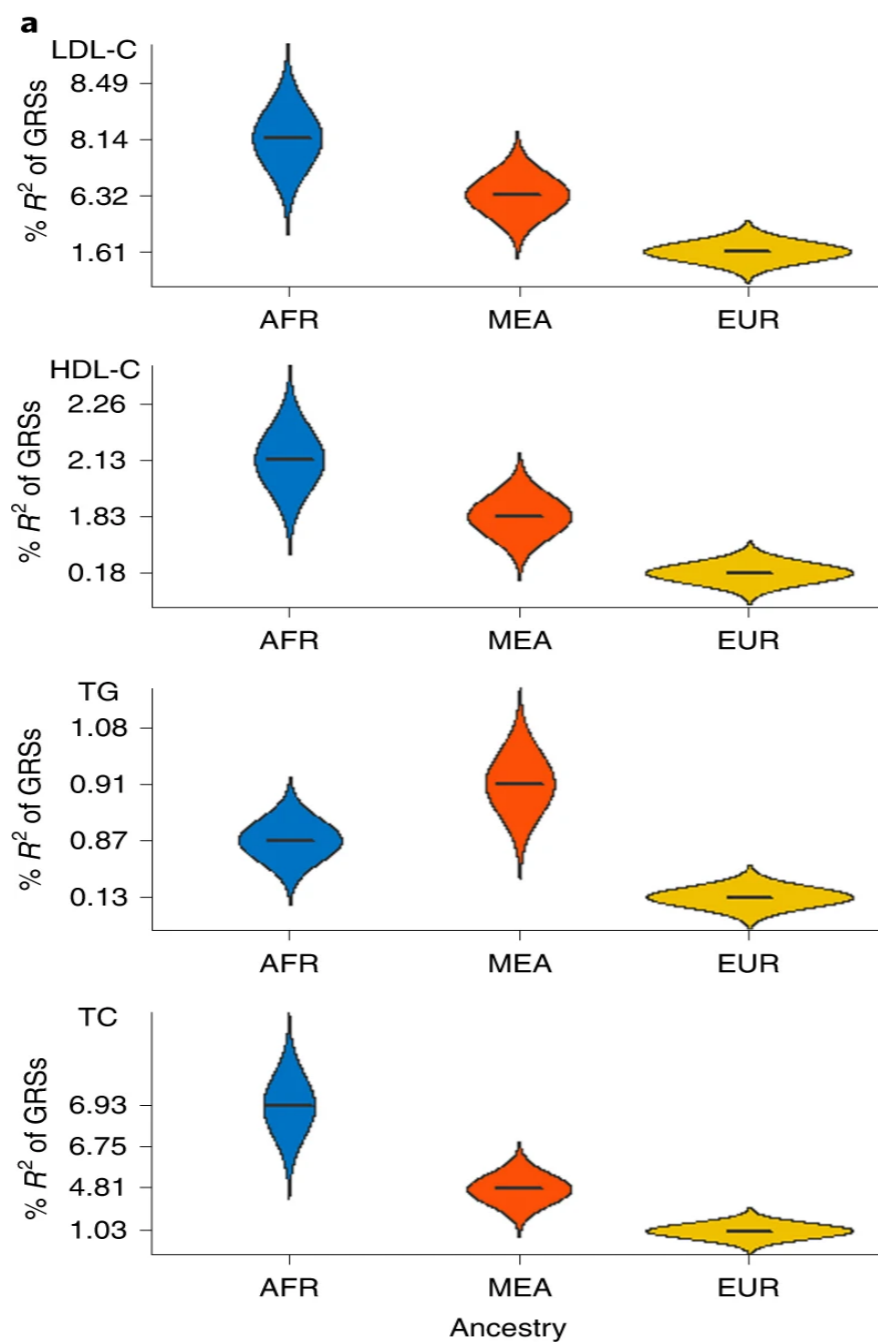 a
LDL-C
% R² of GRSs
8.49
8.14
6.32
1.61
AFR MEA EUR
HDL-C
% R² of GRSs
2.26
2.13
1.83
0.18
AFR MEA EUR
TG
% R² of GRSs
1.08
0.91
0.87
0.13
AFR MEA EUR
TC
% R² of GRSs
6.93
6.75
4.81
1.03
AFR MEA EUR
Ancestry